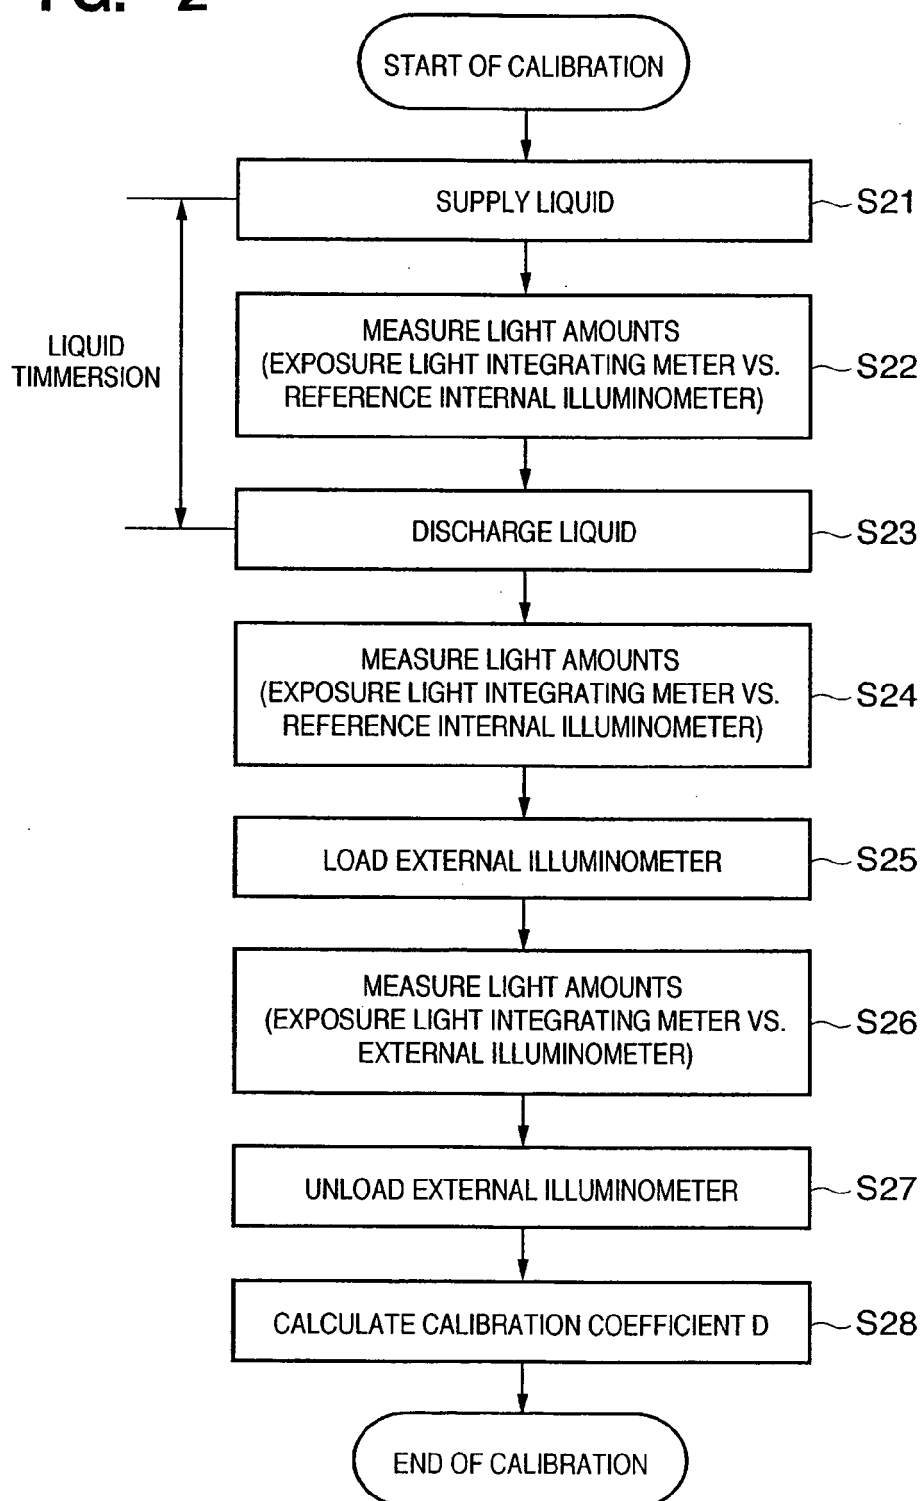 FG. 2
START OF CALIBRATION
SUPPLY LIQUID
S21
MEASURE LIGHT AMOUNTS
(EXPOSURE LIGHT INTEGRATING METER VS.
REFERENCE INTERNAL ILLUMINOMETER)
S22
LIQUID
TIMMERSION
DISCHARGE LIQUID
S23
MEASURE LIGHT AMOUNTS
(EXPOSURE LIGHT INTEGRATING METER VS.
REFERENCE INTERNAL ILLUMINOMETER)
S24
LOAD EXTERNAL ILLUMINOMETER
S25
MEASURE LIGHT AMOUNTS
(EXPOSURE LIGHT INTEGRATING METER VS.
EXTERNAL ILLUMINOMETER)
S26
UNLOAD EXTERNAL ILLUMINOMETER
S27
CALCULATE CALIBRATION COEFFICIENT D
S28
END OF CALIBRATION